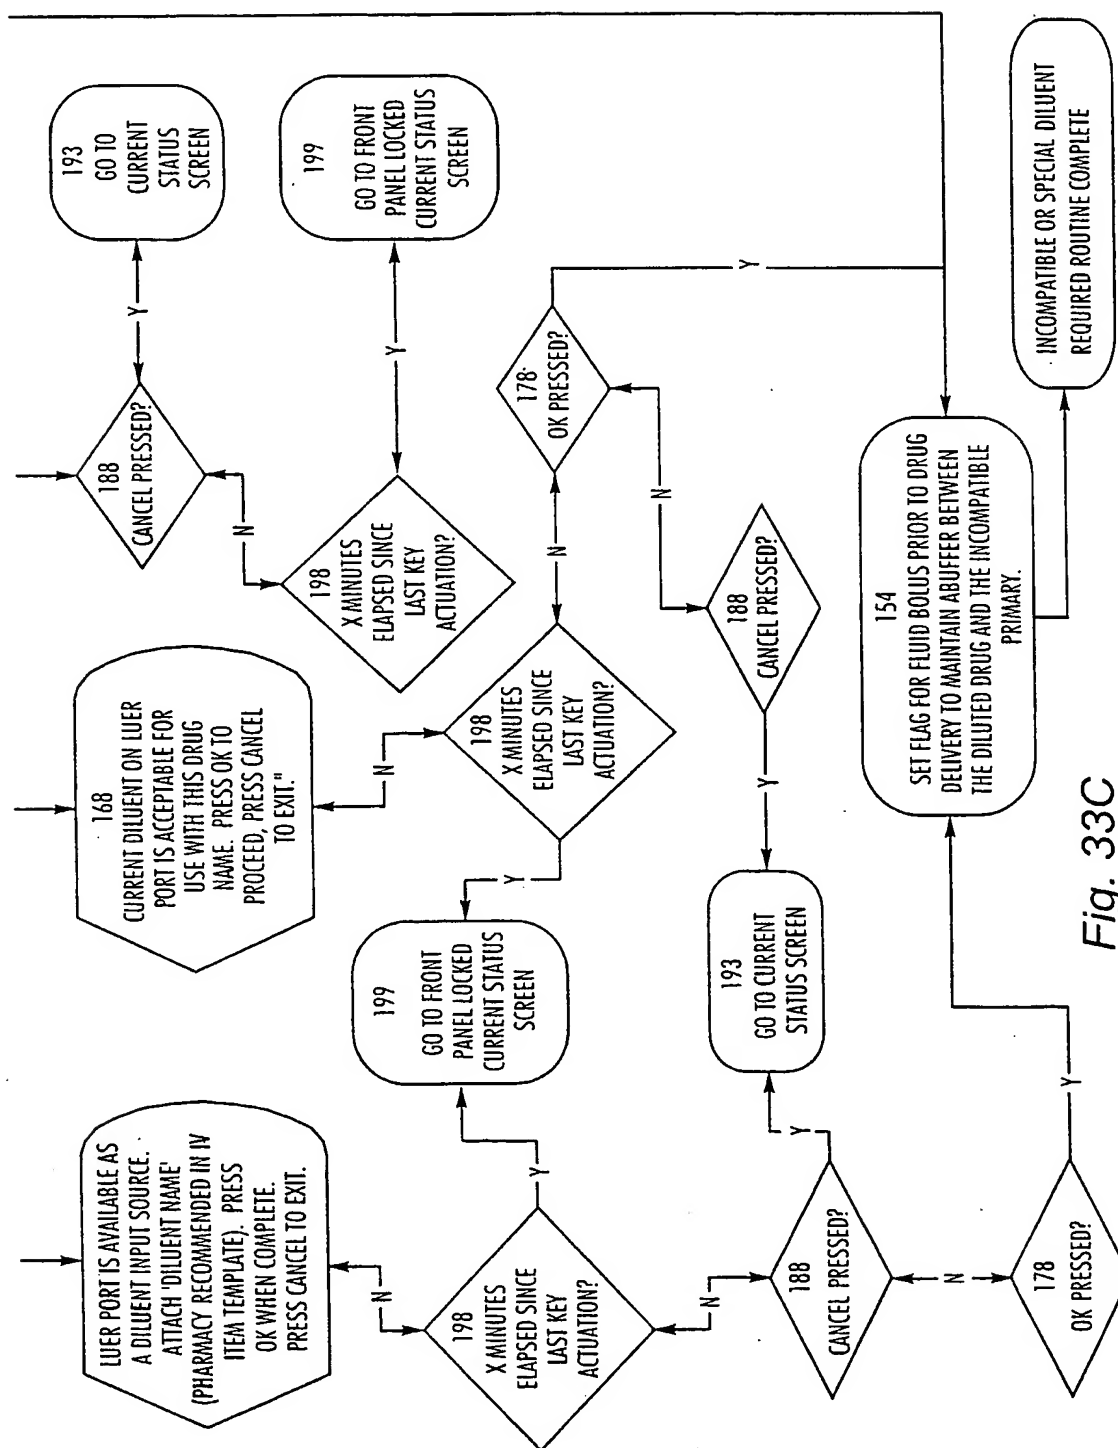 LUER PORT IS AVAILABLE AS
A DILUENT INPUT SOURCE.
ATTACH 'DILUENT NAME'
(PHARMACY RECOMMENDED IN IV
ITEM TEMPLATE). PRESS
OK WHEN COMPLETE.
PRESS CANCEL TO EXIT.
N
198
X MINUTES
ELAPSED SINCE
LAST KEY
ACTUATION?
Y
N
188
CANCEL PRESSED?
Y
N
178
OK PRESSED?
Y
168
CURRENT DILUENT ON LUER
PORT IS ACCEPTABLE FOR
USE WITH THIS DRUG
NAME. PRESS OK TO
PROCEED, PRESS CANCEL
TO EXIT."
N
198
X MINUTES
ELAPSED SINCE
LAST KEY
ACTUATION?
Y
199
GO TO FRONT
PANEL LOCKED
CURRENT STATUS
SCREEN
N
178
OK PRESSED?
Y
N
188
CANCEL PRESSED?
Y
193
GO TO CURRENT
STATUS SCREEN
188
CANCEL PRESSED?
Y
193
GO TO
CURRENT
STATUS
SCREEN
N
198
X MINUTES
ELAPSED SINCE
LAST KEY
ACTUATION?
Y
199
GO TO FRONT
PANEL LOCKED
CURRENT STATUS
SCREEN
154
SET FLAG FOR FLUID BOLUS PRIOR TO DRUG
DELIVERY TO MAINTAIN ABUFFER BETWEEN
THE DILUTED DRUG AND THE INCOMPATIBLE
PRIMARY.
INCOMPATIBLE OR SPECIAL DILUENT
REQUIRED ROUTINE COMPLETE
Fig. 33C